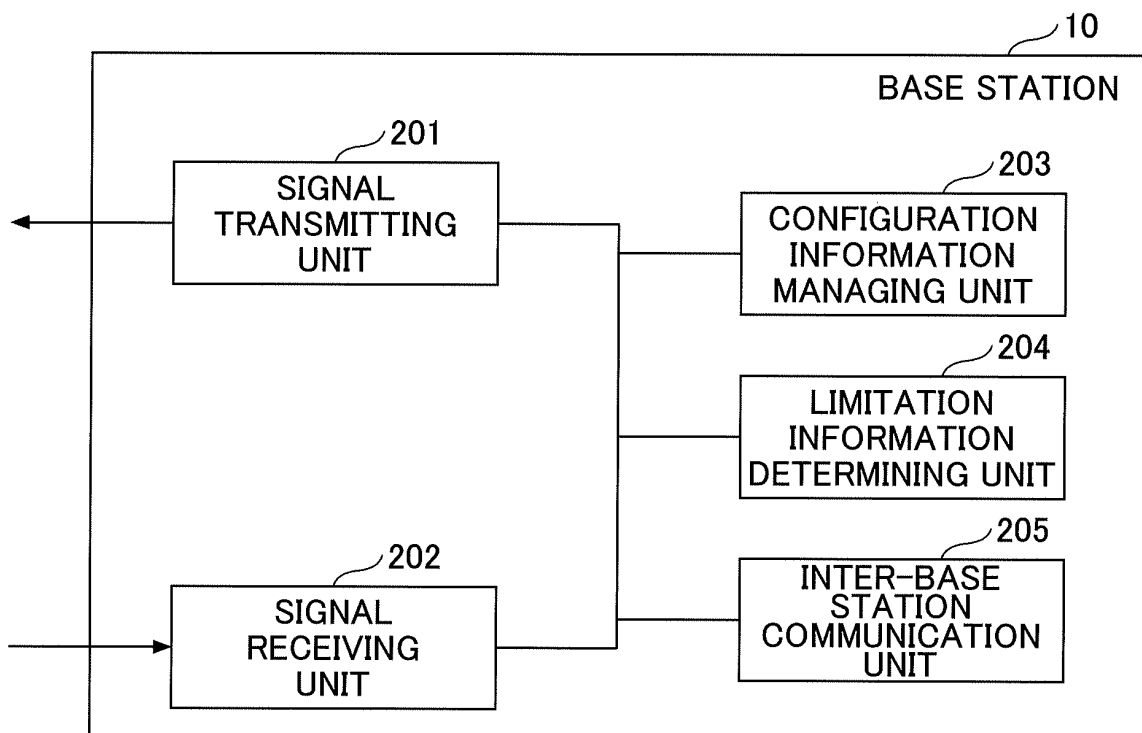 10
BASE STATION
201
SIGNAL
TRANSMITTING
UNIT
203
CONFIGURATION
INFORMATION
MANAGING UNIT
204
LIMITATION
INFORMATION
DETERMINING UNIT
202
SIGNAL
RECEIVING
UNIT
205
INTER-BASE
STATION
COMMUNICATION
UNIT